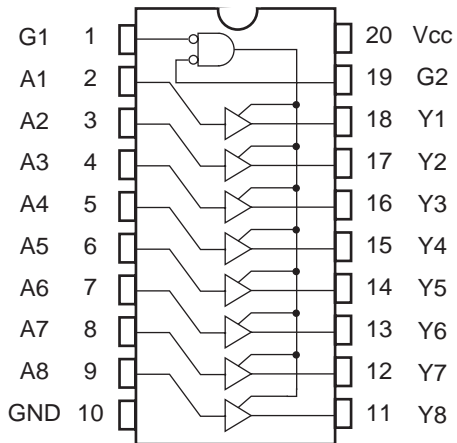 G1 1 20 Vcc
A1 2 19 G2
A2 3 18 Y1
A3 4 17 Y2
A4 5 16 Y3
A5 6 15 Y4
A6 7 14 Y5
A7 8 13 Y6
A8 9 12 Y7
GND 10 11 Y8